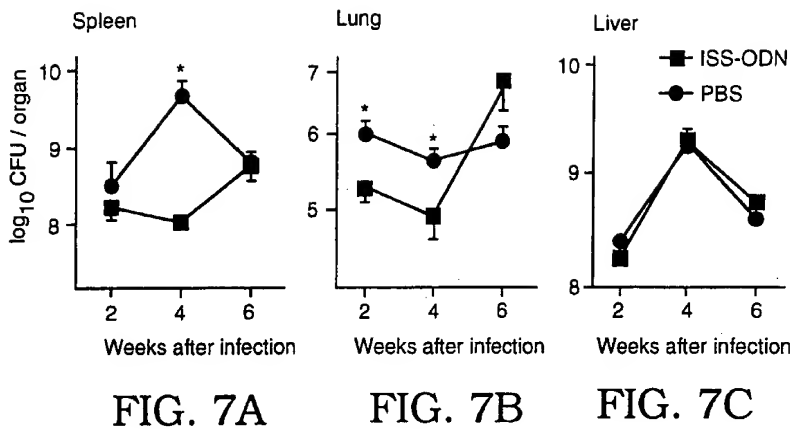 Spleen
Lung
Liver
ISS-ODN
PBS
log10 CFU / organ
10
9
8
*
2
4
6
Weeks after infection
7
6
5
*
*
2
4
6
Weeks after infection
10
9
8
2
4
6
Weeks after infection
FIG. 7A
FIG. 7B
FIG. 7C